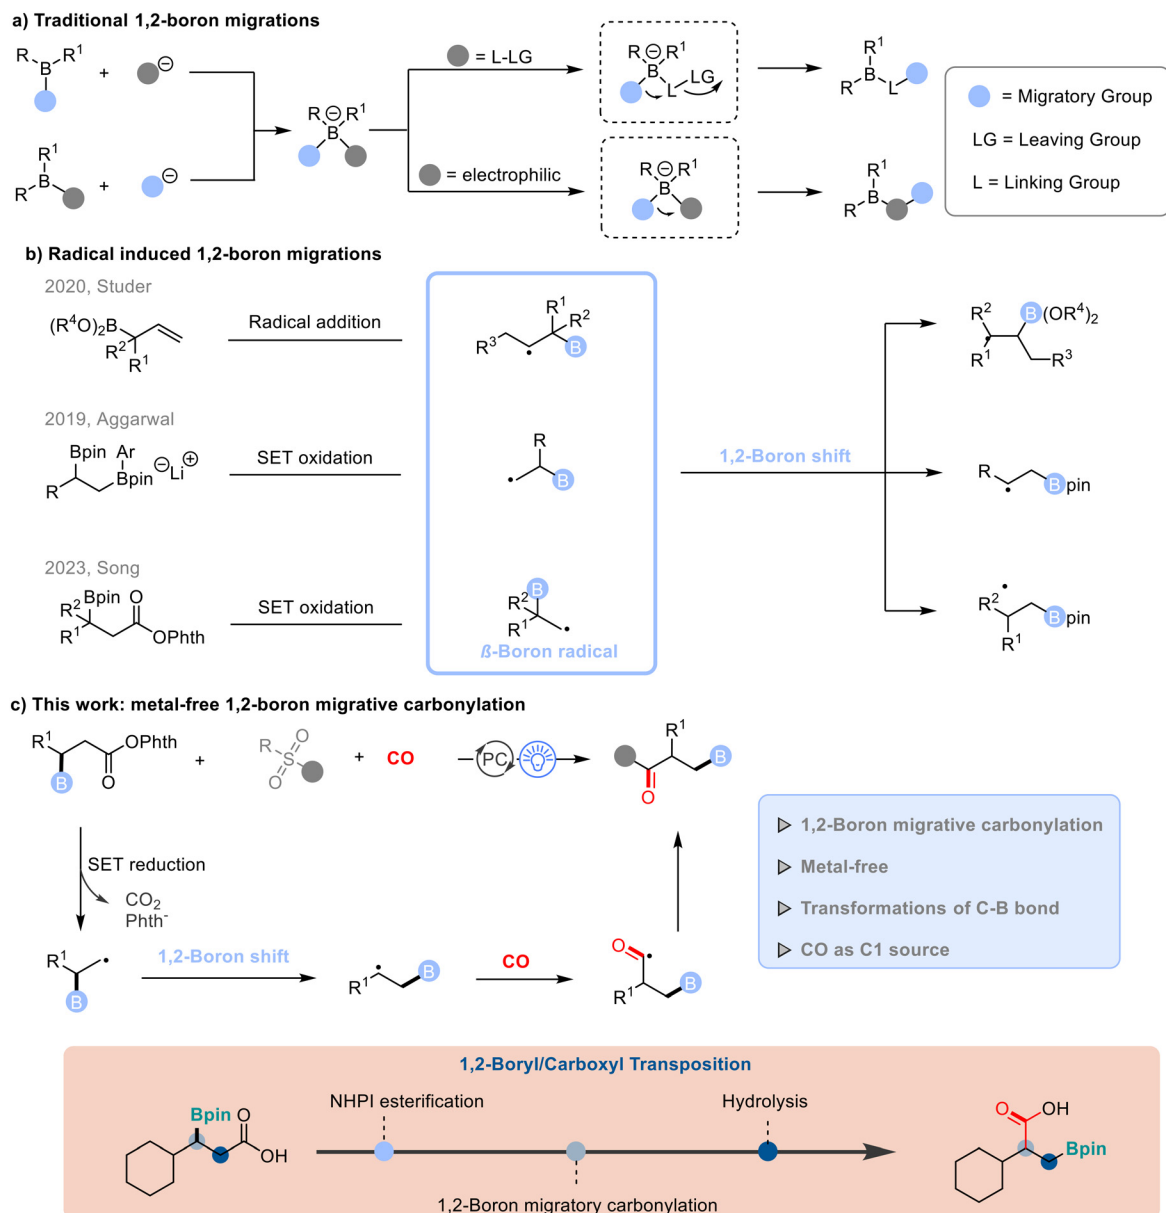 a) Traditional 1,2-boron migrations
R R¹
B
+
⊖
R¹
B
R
+
⊖
⊖
R R¹
B
= L-LG
= electrophilic
⊖
R R¹
B LG
L
⊖
R R¹
B
R¹
B
R L
R¹
B
R
= Migratory Group
LG = Leaving Group
L = Linking Group
b) Radical induced 1,2-boron migrations
2020, Studer
(R⁴O)₂B
R² R¹
Radical addition
R¹
R²
R³ B
R² B(OR⁴)₂
R¹ R³
2019, Aggarwal
Bpin Ar
R Bpin ⊖Li⊕
SET oxidation
R
B
1,2-Boron shift
R Bpin
2023, Song
Bpin O
R²
R¹ OPhth
SET oxidation
B
R²
R¹
ß-Boron radical
R² Bpin
R¹
c) This work: metal-free 1,2-boron migrative carbonylation
R¹ OPhth
B O
+
R O
S
O
+ CO
PC
R¹
B
O
SET reduction
CO₂
Phth⁻
R¹
B
1,2-Boron shift
R¹ B
CO
O
R¹ B
1,2-Boron migrative carbonylation
Metal-free
Transformations of C-B bond
CO as C1 source
1,2-Boryl/Carboxyl Transposition
Bpin O
OH
NHPI esterification
Hydrolysis
1,2-Boron migratory carbonylation
O OH
Bpin